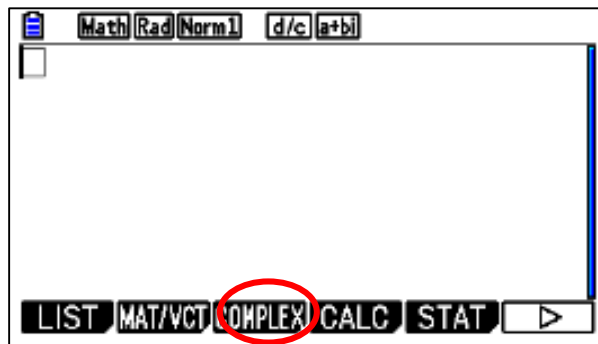 Math Rad Norm1 d/c a+bi
LIST MAT/VCT COMPLEX CALC STAT